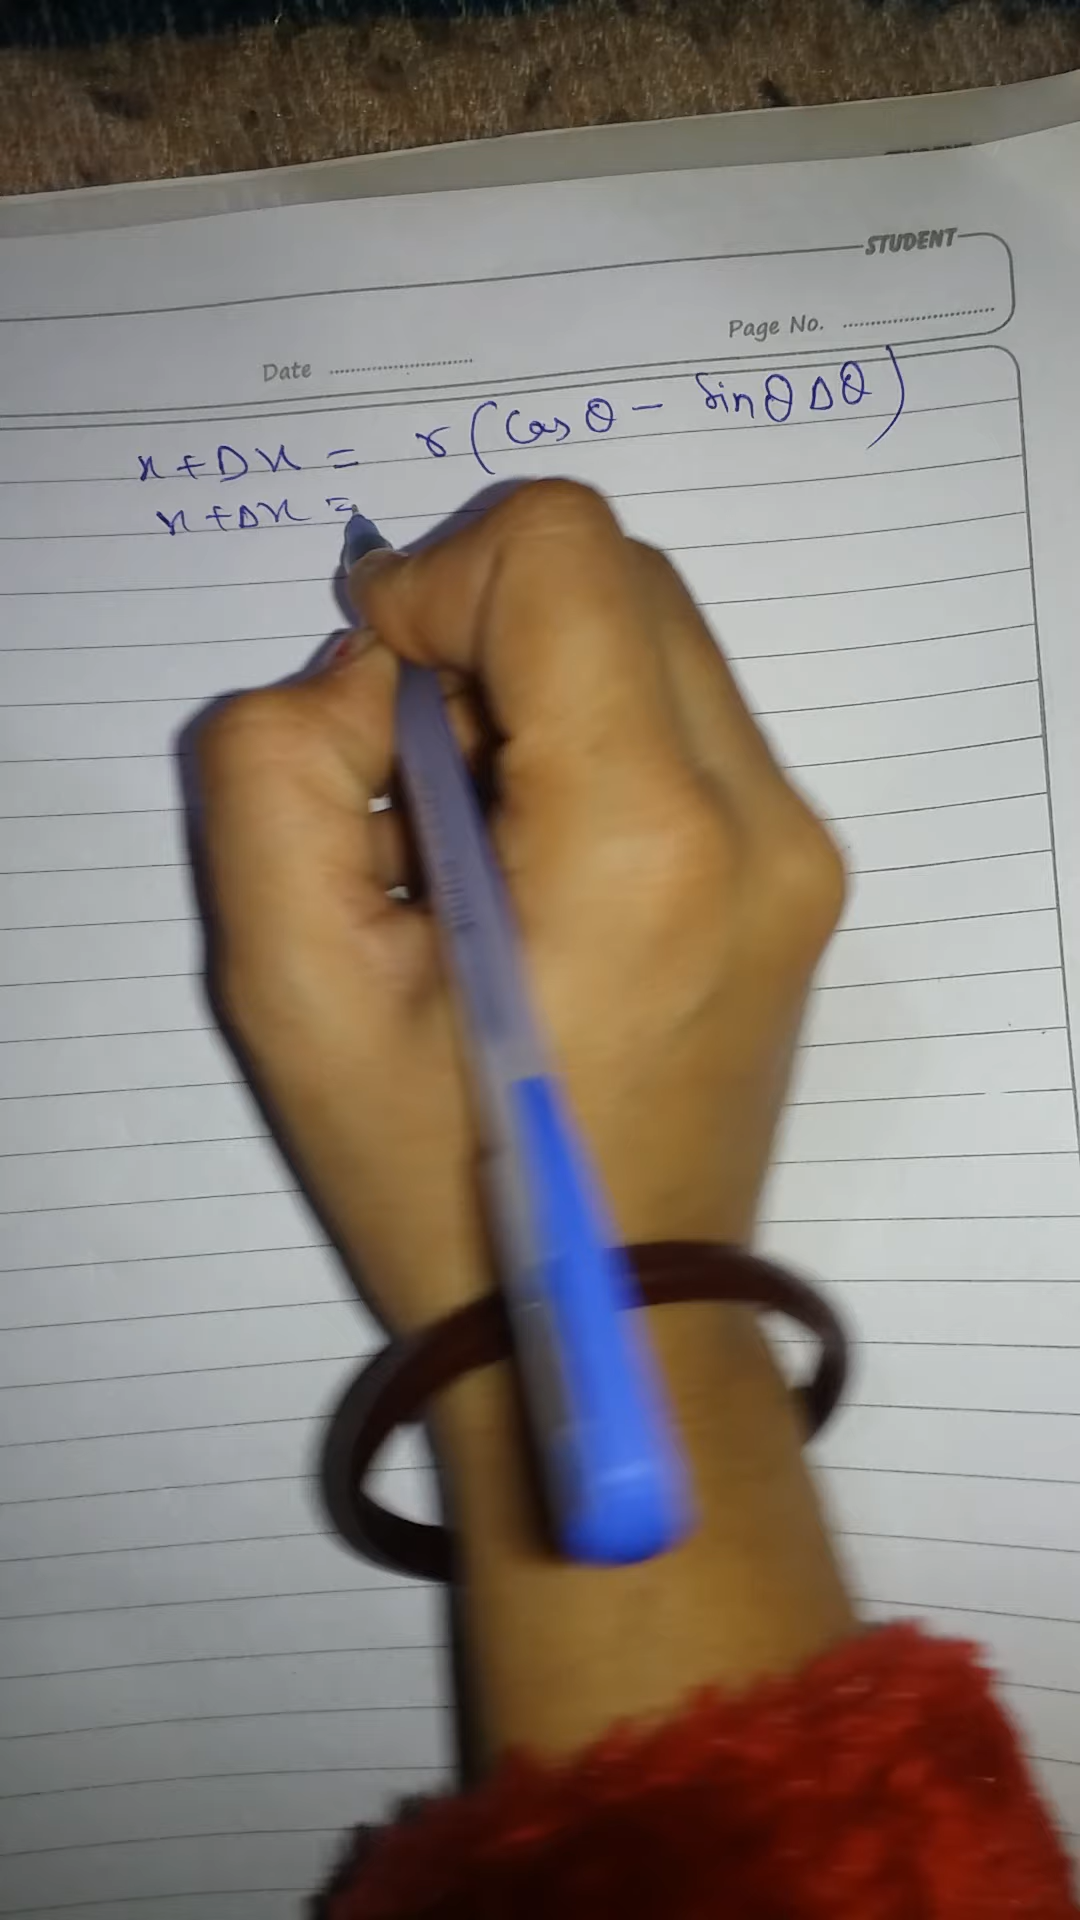 STUDENT
Page No.
Date
x + Δx = r (cos θ - sin θ Δθ)
x + Δx =